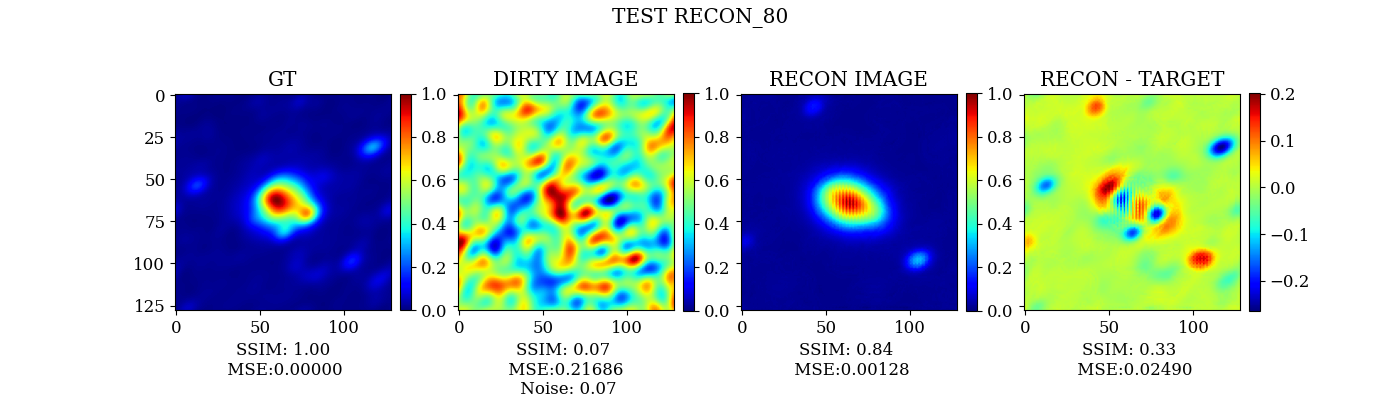 TEST RECON_80
GT
DIRTY IMAGE
RECON IMAGE
RECON - TARGET
0
25
50
75
100
125
0
50
100
1.0
0.8
0.6
0.4
0.2
0.0
0
50
100
1.0
0.8
0.6
0.4
0.2
0.0
0
50
100
1.0
0.8
0.6
0.4
0.2
0.0
0
50
100
0.2
0.1
0.0
−0.1
−0.2
SSIM: 1.00
MSE:0.00000
SSIM: 0.07
MSE:0.21686
Noise: 0.07
SSIM: 0.84
MSE:0.00128
SSIM: 0.33
MSE:0.02490